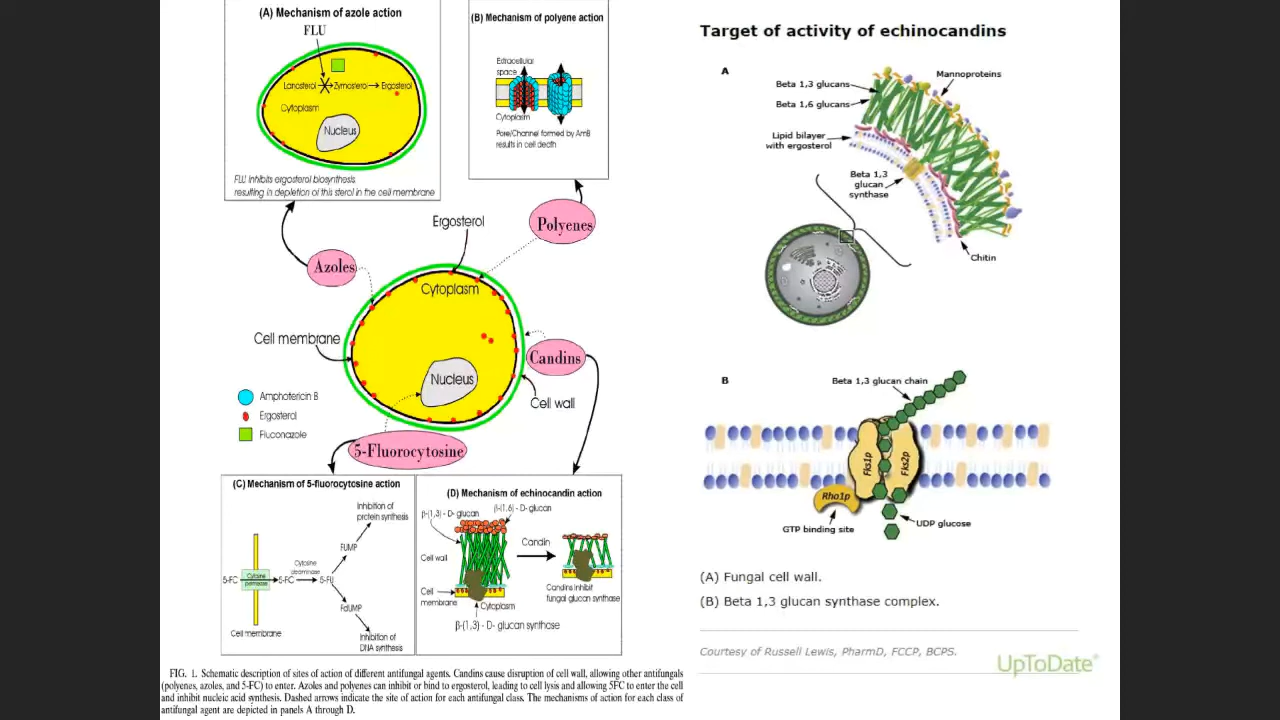 (A) Mechanism of azole action
FLU
Lanosterol
Zymosterol
Ergosterol
Cytoplasm
Nucleus
FLU inhibits ergosterol biosynthesis,
resulting in depletion of this sterol in the cell membrane
(B) Mechanism of polyene action
Extracellular
space
Cytoplasm
Pore/Channel formed by AmB
results in cell death
Ergosterol
Polyenes
Azoles
Cytoplasm
Cell membrane
Nucleus
Candins
Cell wall
Amphotericin B
Ergosterol
Fluconazole
5-Fluorocytosine
(C) Mechanism of 5-fluorocytosine action
Inhibition of
protein synthesis
FUMP
Cytosine
deaminase
5-FC
Cytosine
permease
5-FC
5-FU
FdUMP
Cell membrane
Inhibition of
DNA synthesis
(D) Mechanism of echinocandin action
β-(1,3)- D- glucan
β-(1,6) - D- glucan
Candin
Cell wall
Cell
membrane
Cytoplasm
Candins inhibit
fungal glucan synthase
β-(1,3)- D- glucan synthase
FIG. 1. Schematic description of sites of action of different antifungal agents. Candins cause disruption of cell wall, allowing other antifungals
(polyenes, azoles, and 5-FC) to enter. Azoles and polyenes can inhibit or bind to ergosterol, leading to cell lysis and allowing 5FC to enter the cell
and inhibit nucleic acid synthesis. Dashed arrows indicate the site of action for each antifungal class. The mechanisms of action for each class of
antifungal agent are depicted in panels A through D.
Target of activity of echinocandins
A
Mannoproteins
Beta 1,3 glucans
Beta 1,6 glucans
Lipid bilayer
with ergosterol
Beta 1,3
glucan
synthase
Chitin
B
Beta 1,3 glucan chain
Fks1p
Fks2p
Rho1p
GTP binding site
UDP glucose
(A) Fungal cell wall.
(B) Beta 1,3 glucan synthase complex.
Courtesy of Russell Lewis, PharmD, FCCP, BCPS.
UpToDate®